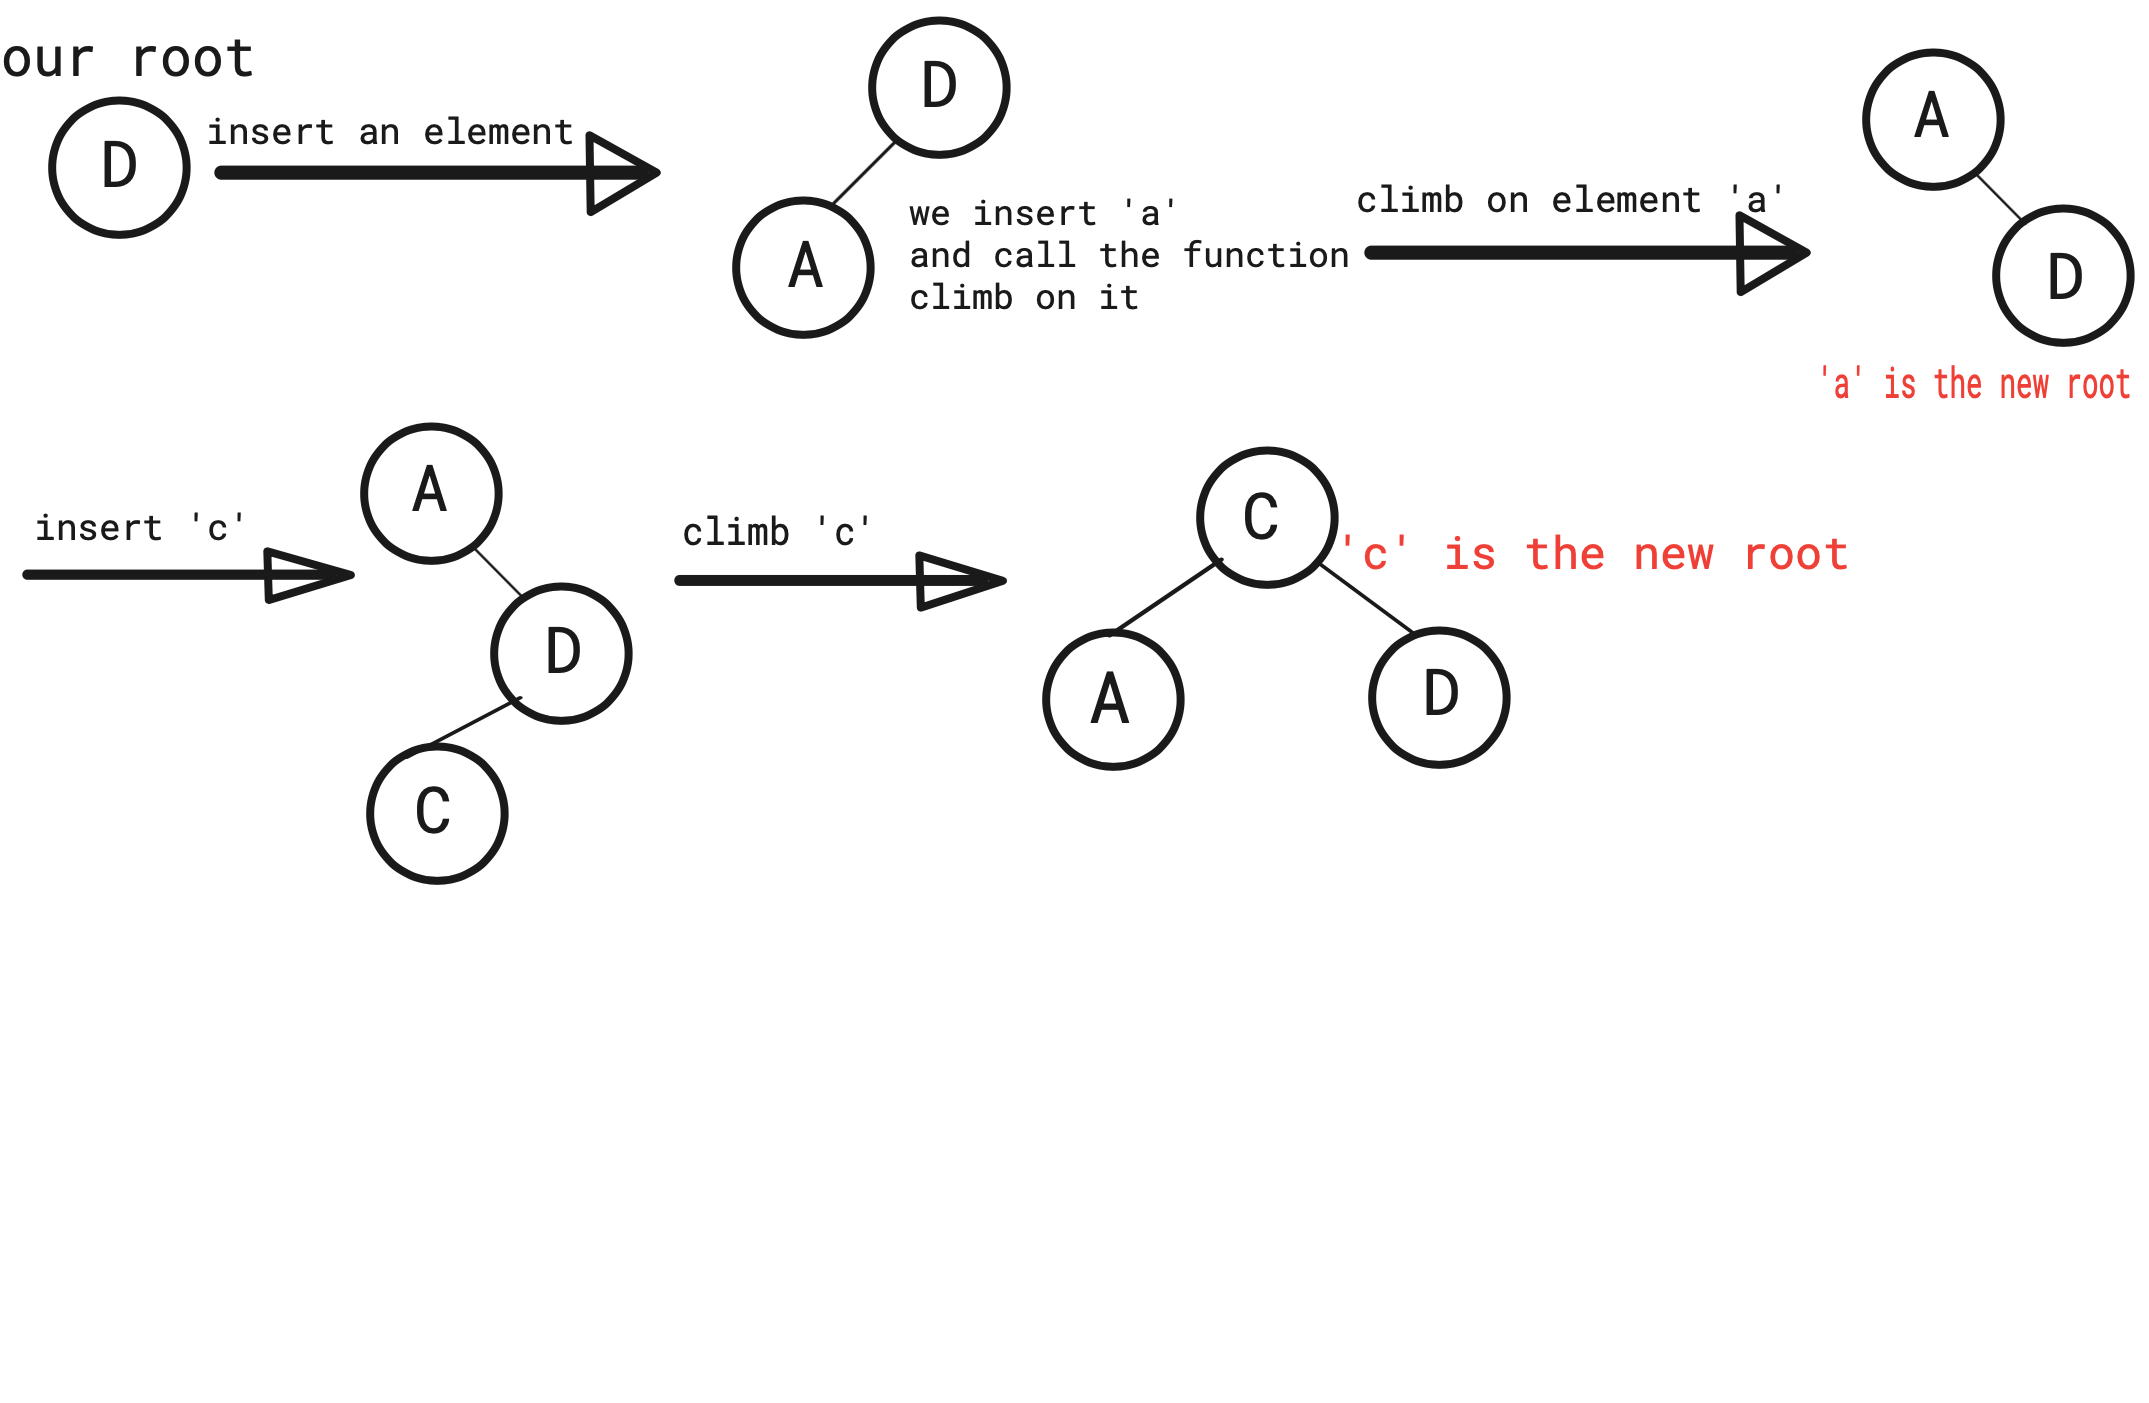 our root
D
insert an element
D
A
we insert 'a'
and call the function
climb on it
climb on element 'a'
A
D
'a' is the new root
insert 'c'
A
D
C
climb 'c'
C
'c' is the new root
A
D